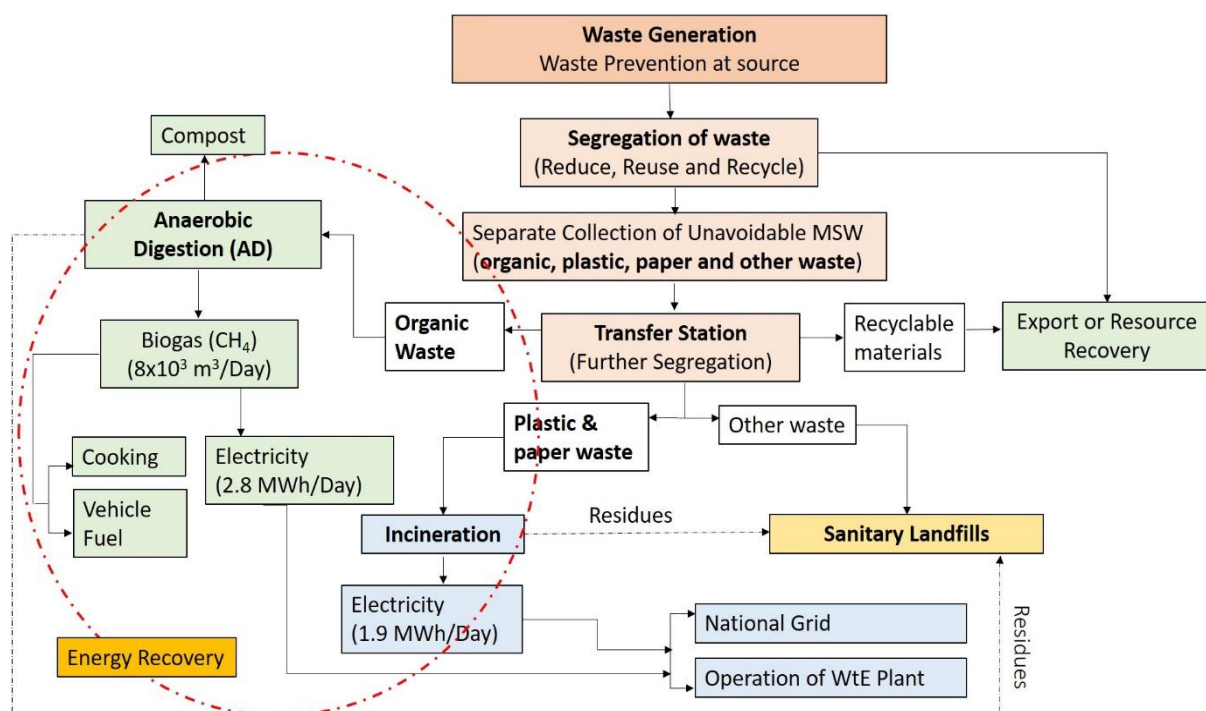 Waste Generation
Waste Prevention at source
Compost
Segregation of waste
(Reduce, Reuse and Recycle)
Anaerobic
Digestion (AD)
Separate Collection of Unavoidable MSW
(organic, plastic, paper and other waste)
Organic
Waste
Transfer Station
(Further Segregation)
Recyclable
materials
Export or Resource
Recovery
Biogas (CH₄)
(8x10³ m³/Day)
Plastic &
paper waste
Other waste
Cooking
Electricity
(2.8 MWh/Day)
Vehicle
Fuel
Incineration
Residues
Sanitary Landfills
Electricity
(1.9 MWh/Day)
National Grid
Residues
Energy Recovery
Operation of WtE Plant